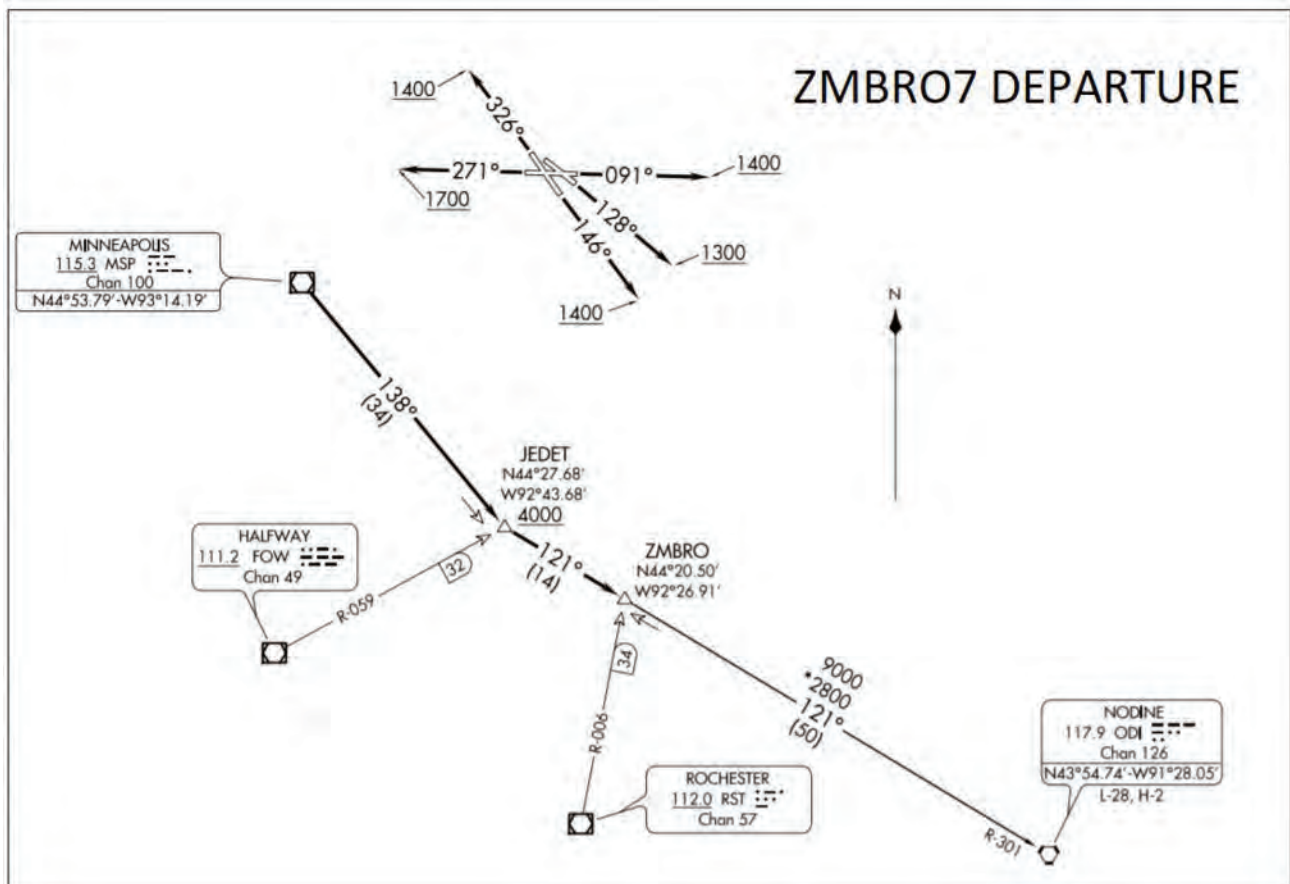 ZMBRO7 DEPARTURE
1400
326°
271°
1700
091°
1400
128°
1300
146°
1400
MINNEAPOLIS
115.3 MSP
Chan 100
N44°53.79'-W93°14.19'
N
138°
(34)
JEDET
N44°27.68'
W92°43.68'
4000
HALFWAY
111.2 FOW
Chan 49
R-059
32
121°
(14)
ZMBRO
N44°20.50'
W92°26.91'
R-006
34
9000
*2800
121°
(50)
R-301
NODINE
117.9 ODI
Chan 126
N43°54.74'-W91°28.05'
L-28, H-2
ROCHESTER
112.0 RST
Chan 57